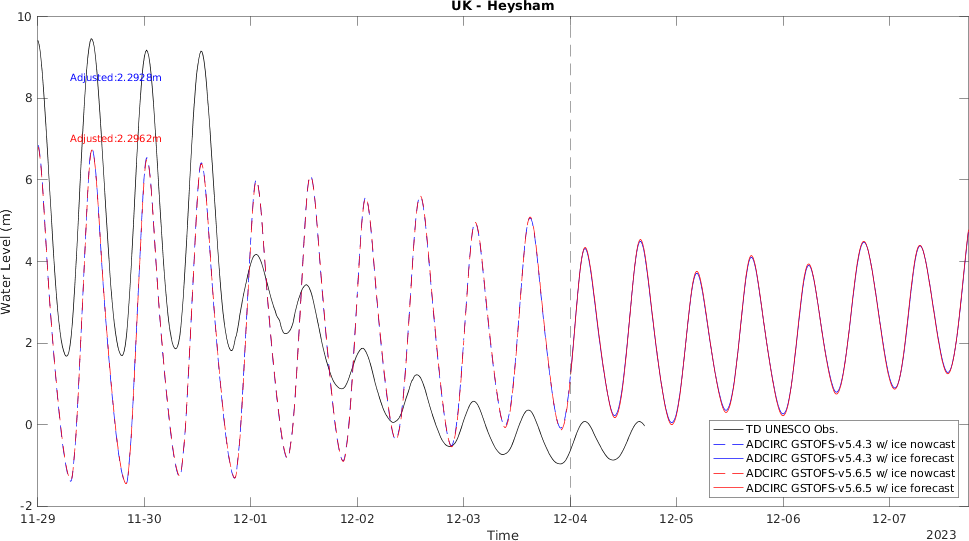 UK - Heysham
10
8
6
4
2
0
-2
Water Level (m)
Adjusted:2.2928m
Adjusted:2.2962m
TD UNESCO Obs.
ADCIRC GSTOFS-v5.4.3 w/ ice nowcast
ADCIRC GSTOFS-v5.4.3 w/ ice forecast
ADCIRC GSTOFS-v5.6.5 w/ ice nowcast
ADCIRC GSTOFS-v5.6.5 w/ ice forecast
11-29 11-30 12-01 12-02 12-03 12-04 12-05 12-06 12-07
Time
2023